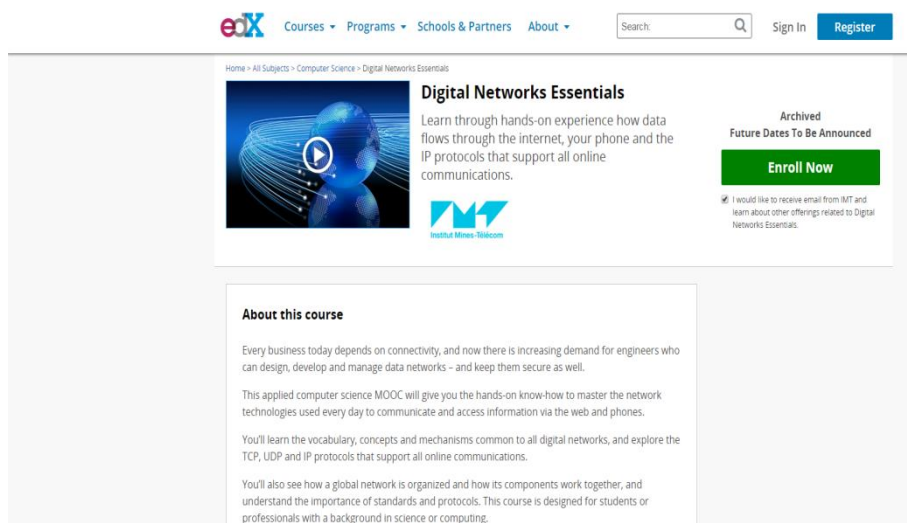 edX Courses Programs Schools & Partners About Search: Sign In Register
Home > All Subjects > Computer Science > Digital Networks Essentials
Digital Networks Essentials
Learn through hands-on experience how data
flows through the internet, your phone and the
IP protocols that support all online
communications.
Institut Mines-Télécom
Archived
Future Dates To Be Announced
Enroll Now
I would like to receive email from IMT and
learn about other offerings related to Digital
Networks Essentials.
About this course
Every business today depends on connectivity, and now there is increasing demand for engineers who
can design, develop and manage data networks – and keep them secure as well.
This applied computer science MOOC will give you the hands-on know-how to master the network
technologies used every day to communicate and access information via the web and phones.
You'll learn the vocabulary, concepts and mechanisms common to all digital networks, and explore the
TCP, UDP and IP protocols that support all online communications.
You'll also see how a global network is organized and how its components work together, and
understand the importance of standards and protocols. This course is designed for students or
professionals with a background in science or computing.